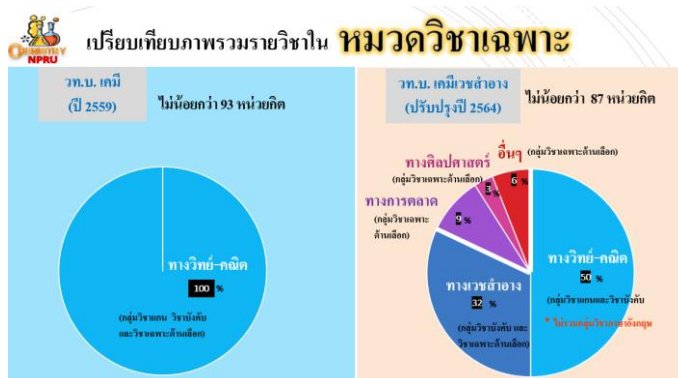 เปรียบเทียบภาพรวมรายวิชาใน หมวดวิชาเฉพาะ
CHEMISTRY
NPRU
วท.บ. เคมี
(ปี 2559)
ไม่น้อยกว่า 93 หน่วยกิต
ทางวิทย์-คณิต
100 %
(กลุ่มวิชาแกน วิชาบังคับ
และวิชาเฉพาะด้านเลือก)
วท.บ. เคมีเวชสำอาง
(ปรับปรุงปี 2564)
ไม่น้อยกว่า 87 หน่วยกิต
อื่นๆ (กลุ่มวิชาเฉพาะด้านเลือก)
6 %
ทางศิลปศาสตร์
(กลุ่มวิชาเฉพาะด้านเลือก)
3 %
ทางการตลาด
(กลุ่มวิชาเฉพาะ
ด้านเลือก)
9 %
ทางเวชสำอาง
32 %
(กลุ่มวิชาบังคับ และ
วิชาเฉพาะด้านเลือก)
ทางวิทย์-คณิต
50 %
(กลุ่มวิชาแกนและวิชาบังคับ)
* ไม่รวมกลุ่มวิชาภาษาอังกฤษ